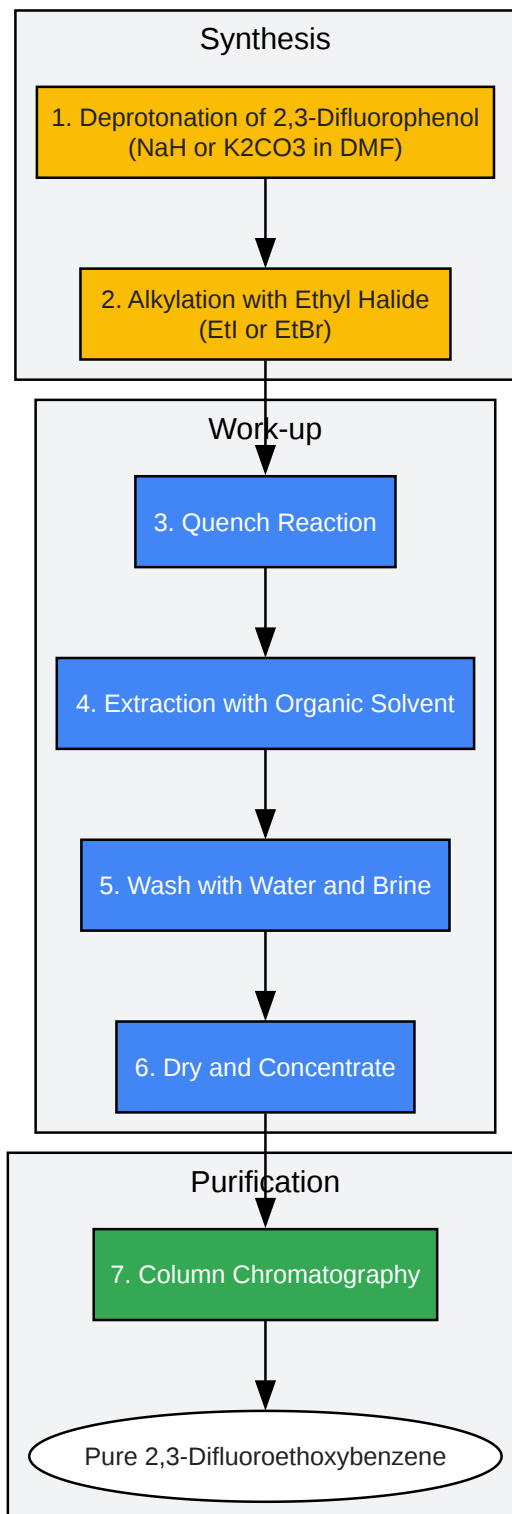 Synthesis
1. Deprotonation of 2,3-Difluorophenol
(NaH or K2CO3 in DMF)
2. Alkylation with Ethyl Halide
(EtI or EtBr)
Work-up
3. Quench Reaction
4. Extraction with Organic Solvent
5. Wash with Water and Brine
6. Dry and Concentrate
Purification
7. Column Chromatography
Pure 2,3-Difluoroethoxybenzene